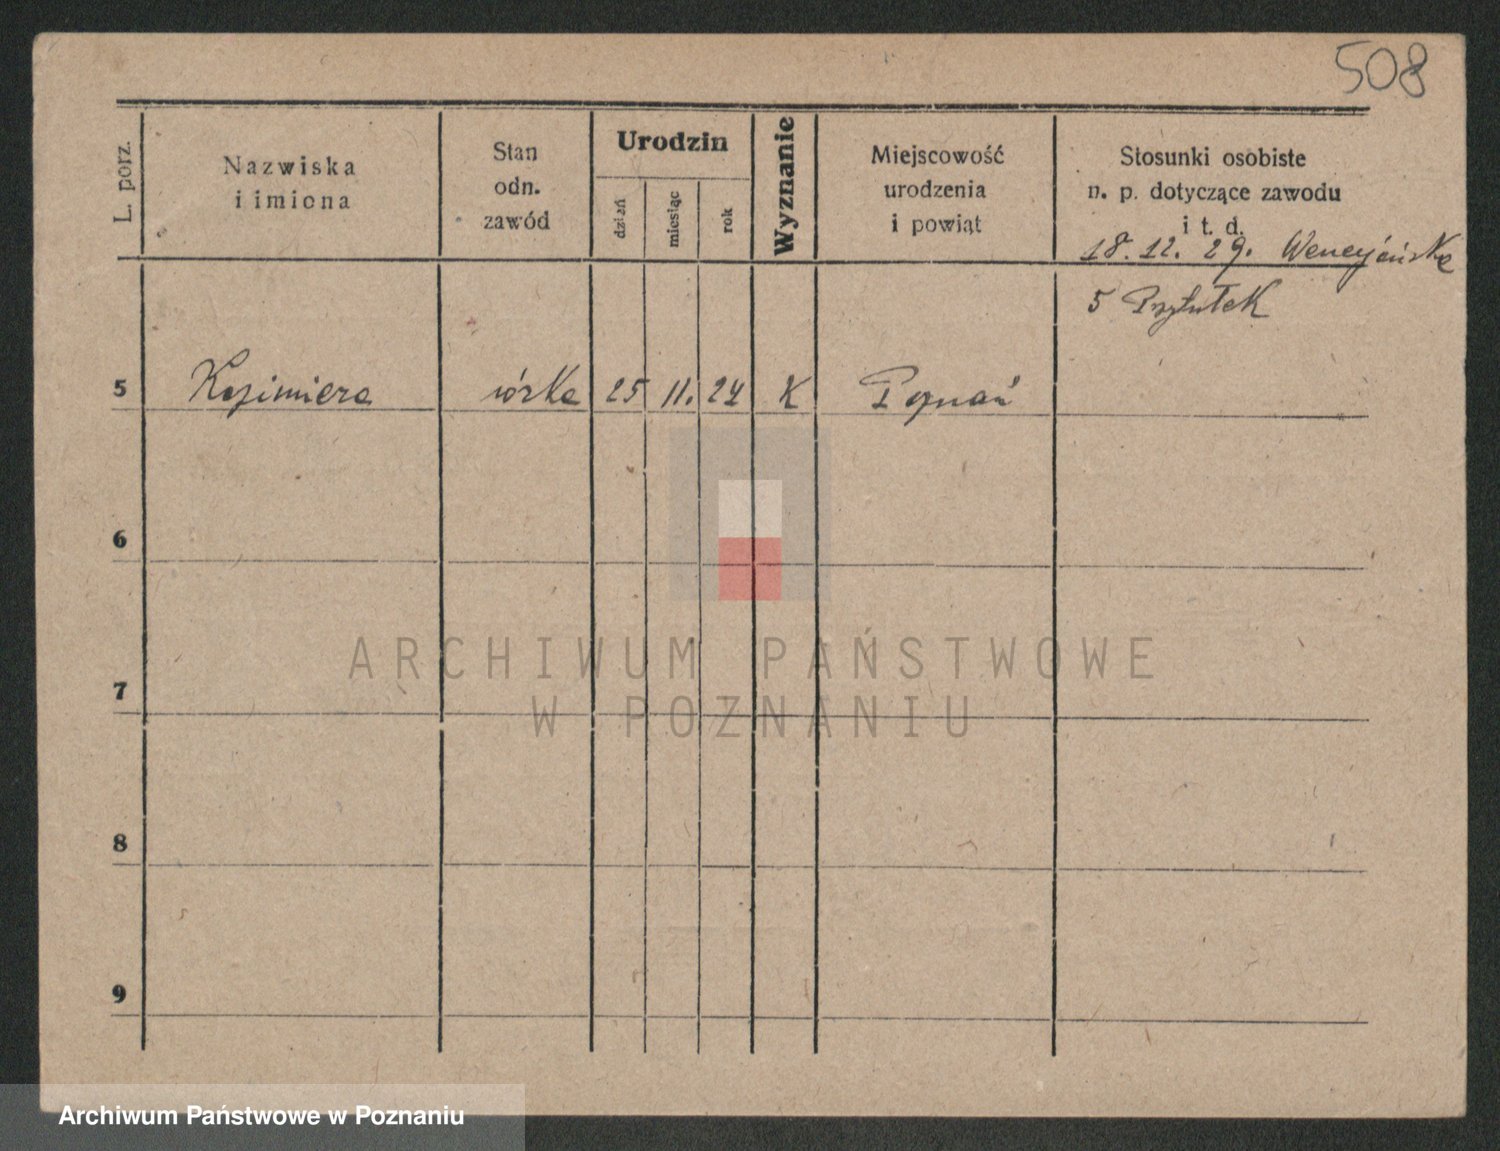 508
L. porz.
Nazwiska
i imiona
Stan
odn.
zawód
Urodzin
dzień
miesiąc
rok
Wyznanie
Miejscowość
urodzenia
i powiąt
Stosunki osobiste
n. p. dotyczące zawodu
i t. d.
18. 12. 29. Wenecjańska
5 Przytułek
5 Kazimiera córka 25 11. 24 K Poznań
6
7
8
9
ARCHIWUM PAŃSTWOWE
W POZNANIU
Archiwum Państwowe w Poznaniu